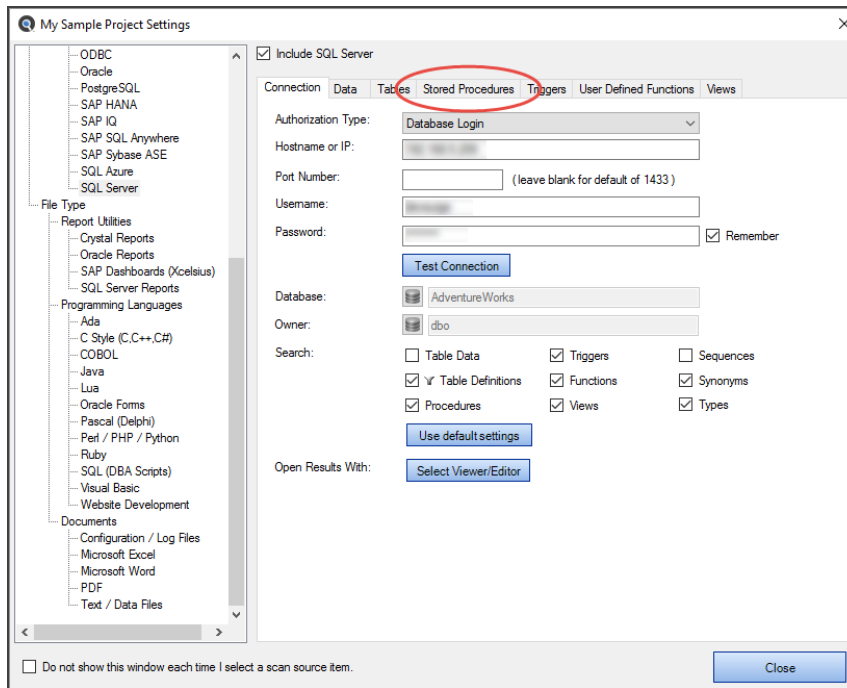 My Sample Project Settings
ODBC
Oracle
PostgreSQL
SAP HANA
SAP IQ
SAP SQL Anywhere
SAP Sybase ASE
SQL Azure
SQL Server
File Type
Report Utilities
Crystal Reports
Oracle Reports
SAP Dashboards (Xcelsius)
SQL Server Reports
Programming Languages
Ada
C Style (C,C++,C#)
COBOL
Java
Lua
Oracle Forms
Pascal (Delphi)
Perl / PHP / Python
Ruby
SQL (DBA Scripts)
Visual Basic
Website Development
Documents
Configuration / Log Files
Microsoft Excel
Microsoft Word
PDF
Text / Data Files
Include SQL Server
Connection Data Tables Stored Procedures Triggers User Defined Functions Views
Authorization Type: Database Login
Hostname or IP:
Port Number: (leave blank for default of 1433 )
Username:
Password: Remember
Test Connection
Database: AdventureWorks
Owner: dbo
Search: Table Data Triggers Sequences
Table Definitions Functions Synonyms
Procedures Views Types
Use default settings
Open Results With: Select Viewer/Editor
Do not show this window each time I select a scan source item.
Close